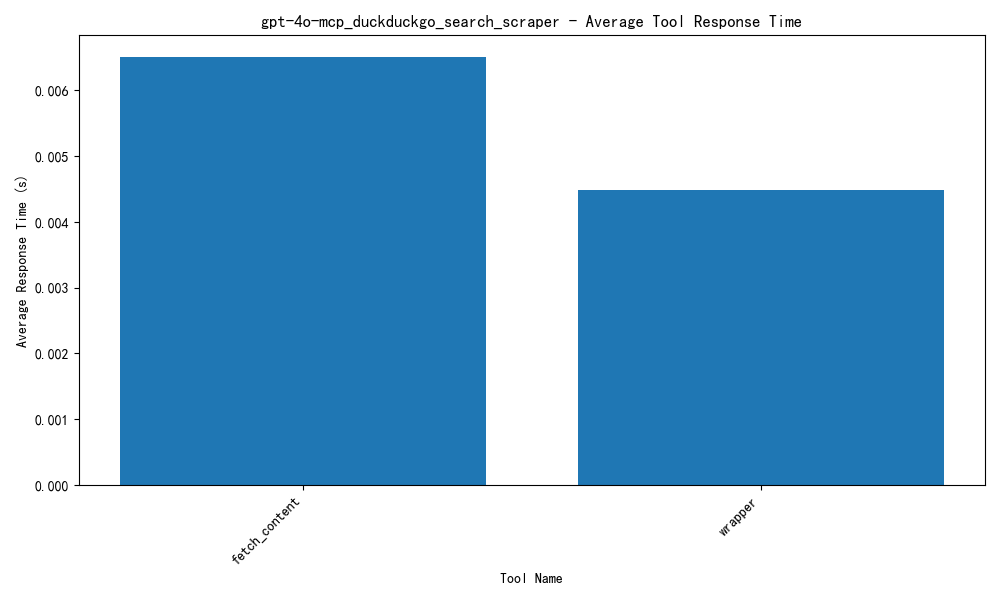 gpt-4o-mcp_duckduckgo_search_scraper - Average Tool Response Time
0.006
0.005
0.004
0.003
0.002
0.001
0.000
Average Response Time (s)
fetch_content
wrapper
Tool Name